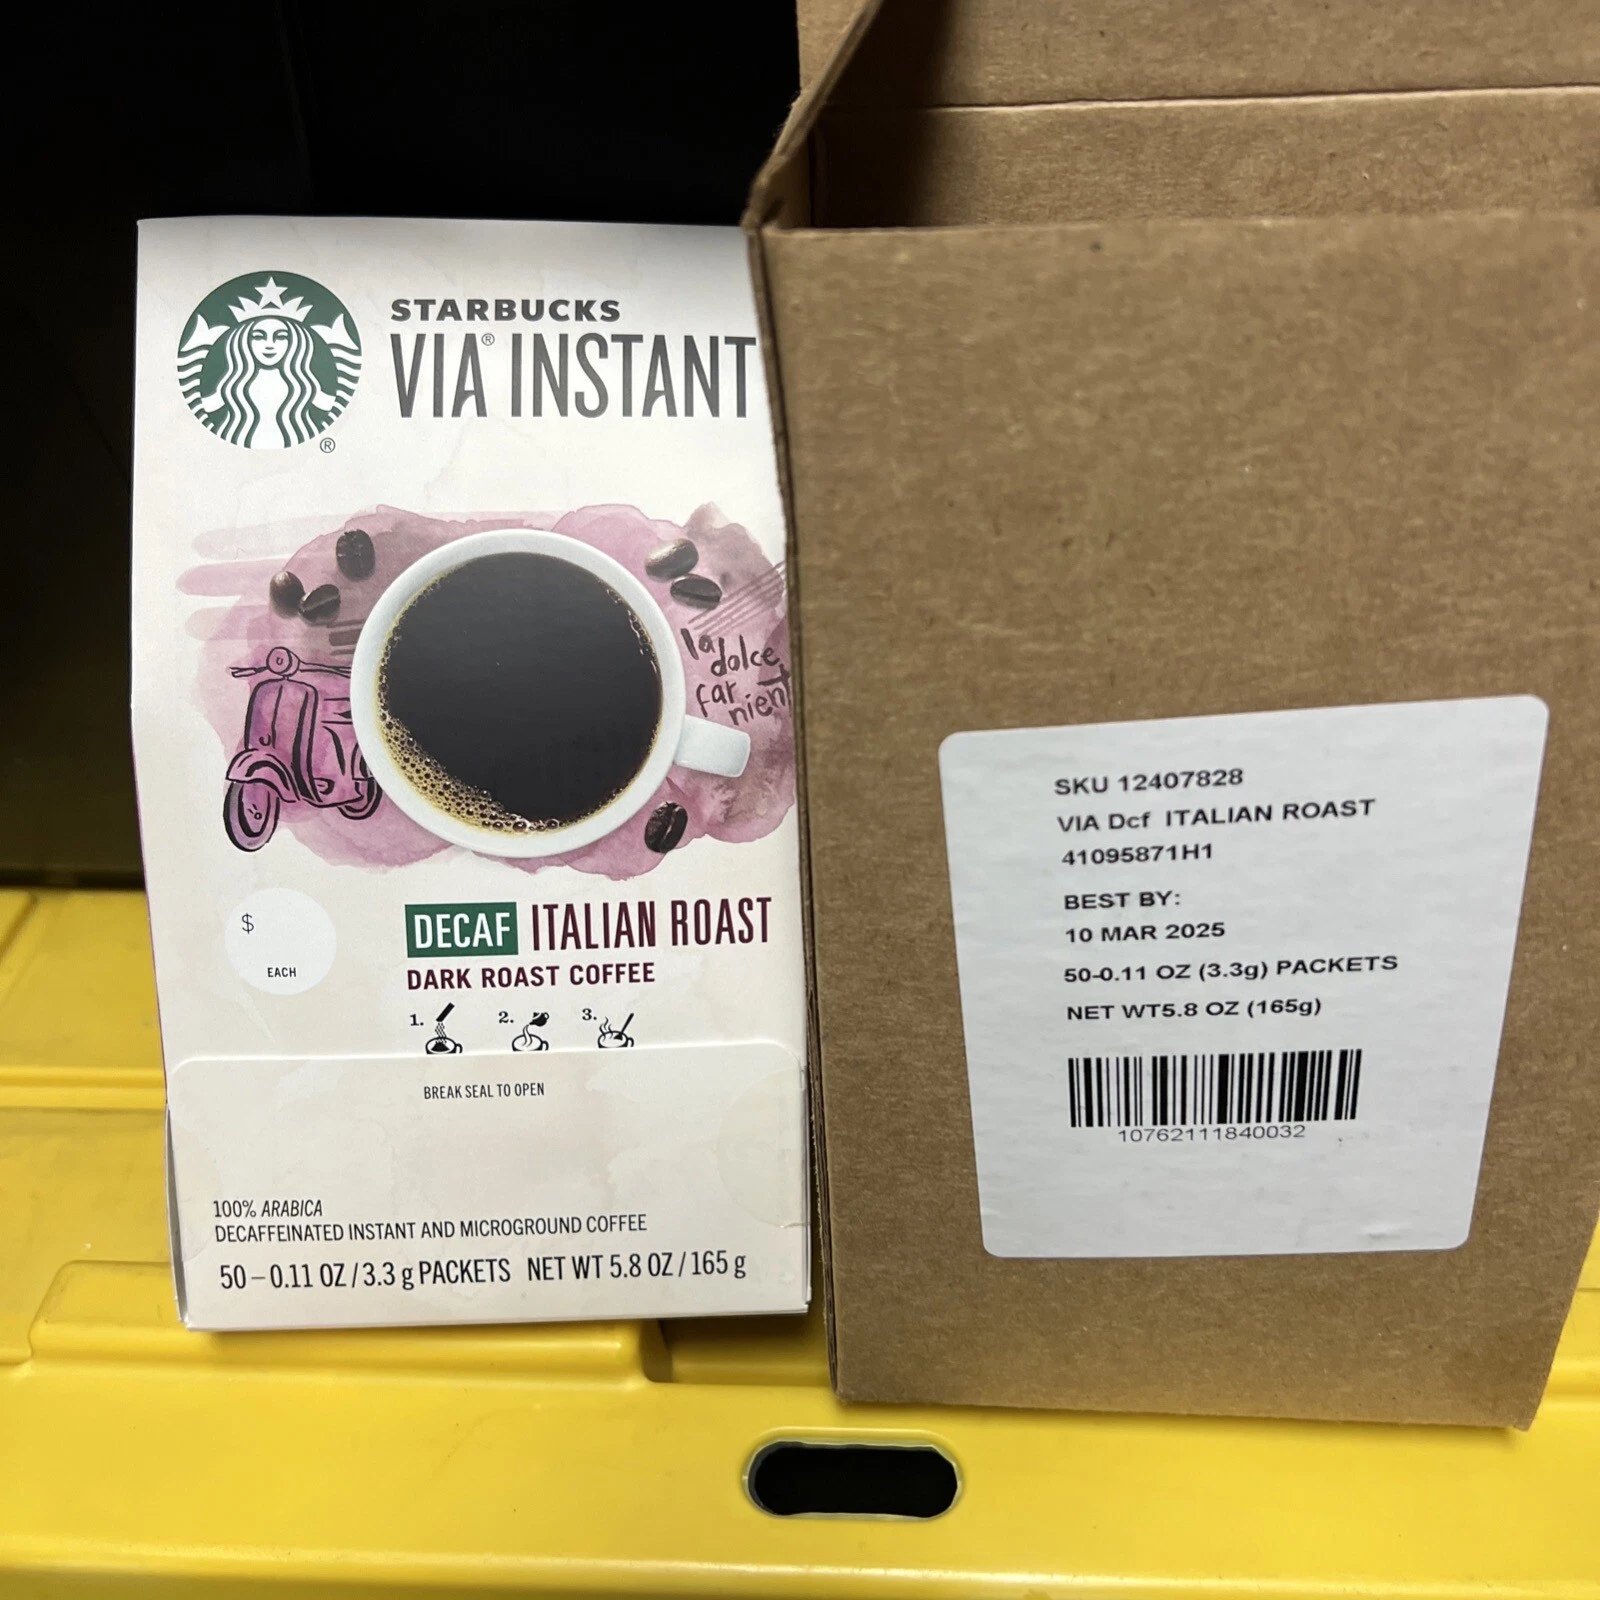 STARBUCKS
VIA® INSTANT
®
la
dolce
far
$
EACH
DECAF ITALIAN ROAST
DARK ROAST COFFEE
1. 2. 3.
BREAK SEAL TO OPEN
100% ARABICA
DECAFFEINATED INSTANT AND MICROGROUND COFFEE
50–0.11 OZ/3.3 g PACKETS NET WT 5.8 OZ/165 g
SKU 12407828
VIA Dcf ITALIAN ROAST
41095871H1
BEST BY:
10 MAR 2025
50-0.11 OZ (3.3g) PACKETS
NET WT5.8 OZ (165g)
10762111840032